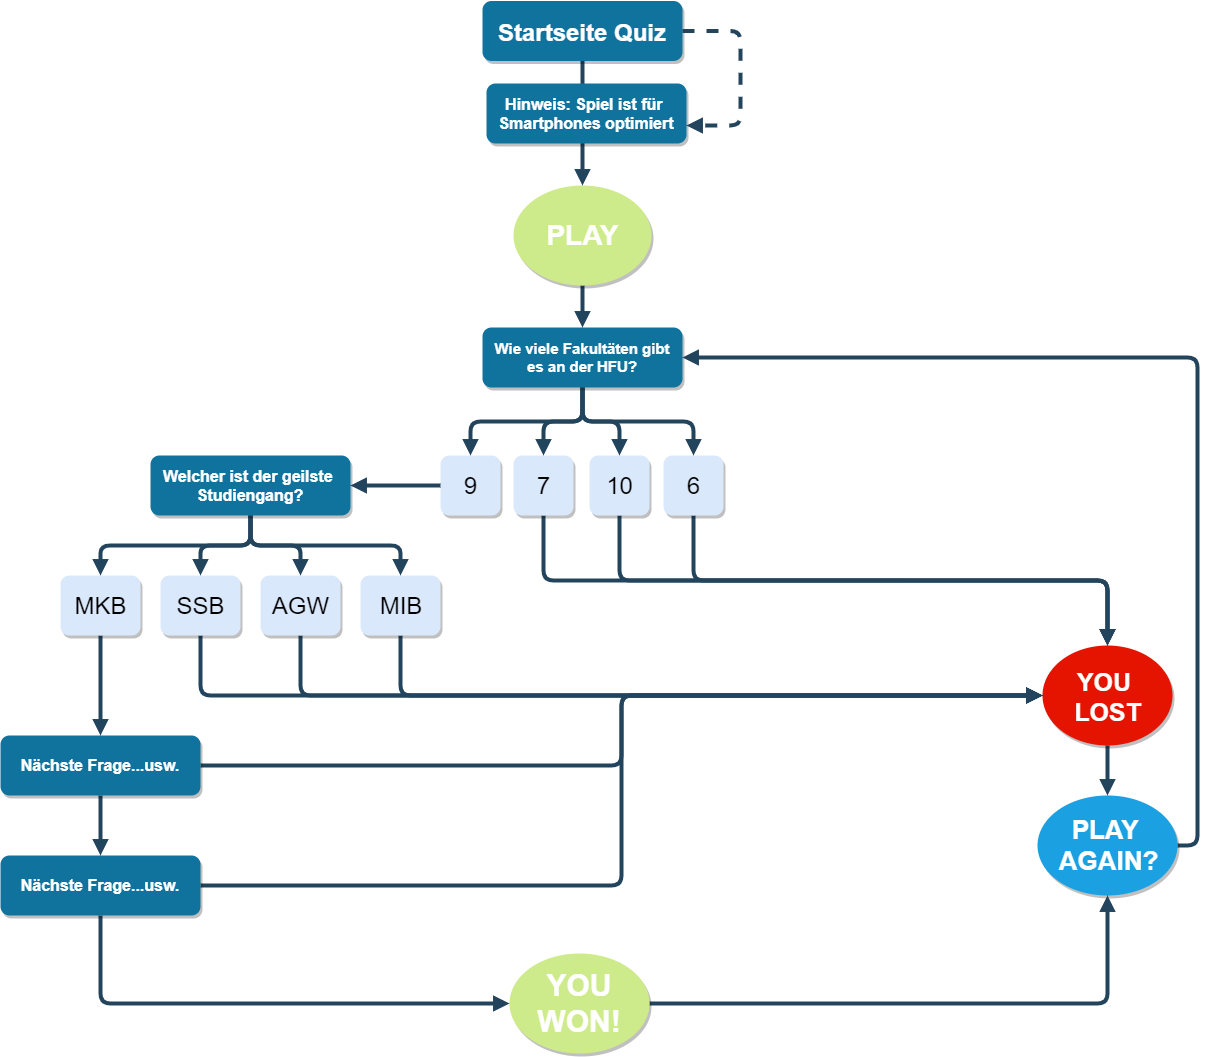 Startseite Quiz
Hinweis: Spiel ist für
Smartphones optimiert
PLAY
Wie viele Fakultäten gibt
es an der HFU?
9
7
10
6
Welcher ist der geilste
Studiengang?
MKB
SSB
AGW
MIB
YOU
LOST
Nächste Frage...usw.
PLAY
AGAIN?
Nächste Frage...usw.
YOU
WON!